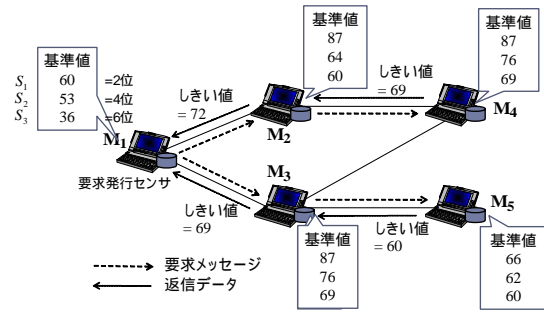 基準値
60 =2位
53 =4位
36 =6位
S1
S2
S3
M1
要求発行センサ
しきい値
= 72
基準値
87
64
60
M2
しきい値
= 69
基準値
87
76
69
M4
M3
しきい値
= 69
基準値
87
76
69
しきい値
= 60
M5
基準値
66
62
60
要求メッセージ
返信データ